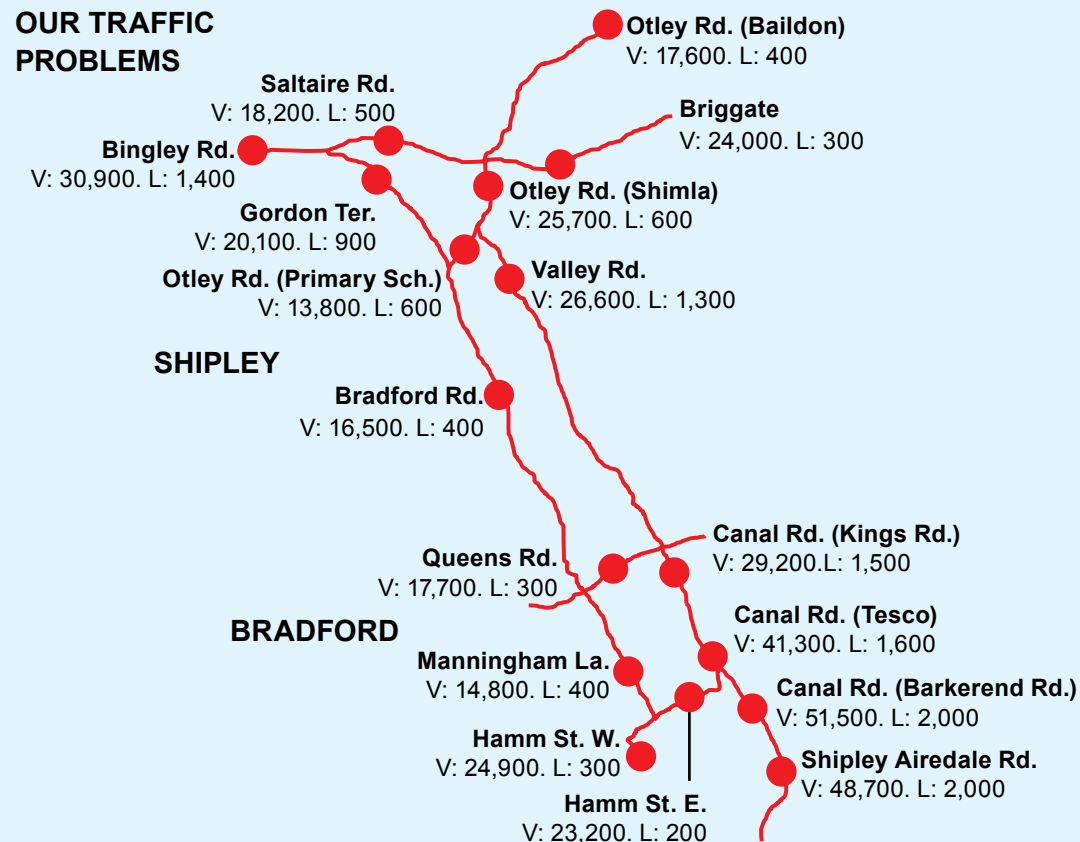 OUR TRAFFIC
PROBLEMS
Otley Rd. (Baildon)
V: 17,600. L: 400
Saltaire Rd.
V: 18,200. L: 500
Briggate
V: 24,000. L: 300
Bingley Rd.
V: 30,900. L: 1,400
Otley Rd. (Shimla)
V: 25,700. L: 600
Gordon Ter.
V: 20,100. L: 900
Otley Rd. (Primary Sch.)
V: 13,800. L: 600
Valley Rd.
V: 26,600. L: 1,300
SHIPLEY
Bradford Rd.
V: 16,500. L: 400
Canal Rd. (Kings Rd.)
V: 29,200.L: 1,500
Queens Rd.
V: 17,700. L: 300
BRADFORD
Canal Rd. (Tesco)
V: 41,300. L: 1,600
Manningham La.
V: 14,800. L: 400
Canal Rd. (Barkerend Rd.)
V: 51,500. L: 2,000
Hamm St. W.
V: 24,900. L: 300
Shipley Airedale Rd.
V: 48,700. L: 2,000
Hamm St. E.
V: 23,200. L: 200